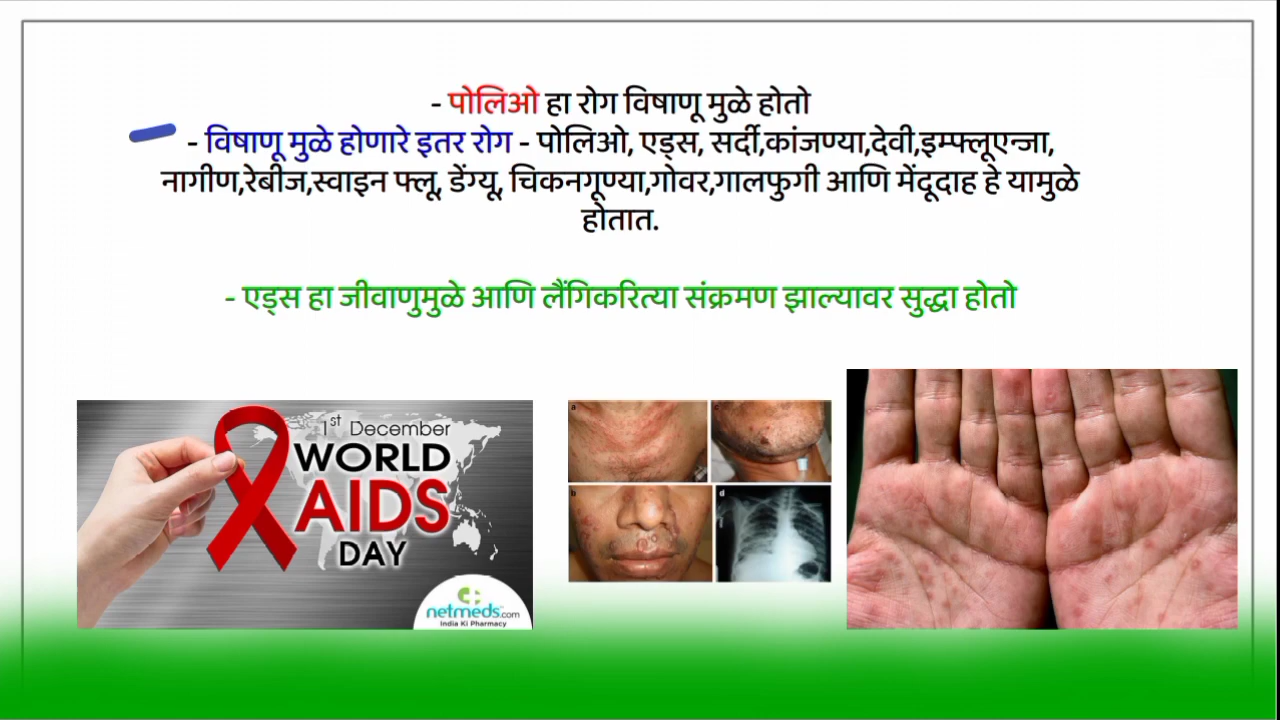 - पोलिओ हा रोग विषाणू मुळे होतो
- विषाणू मुळे होणारे इतर रोग - पोलिओ, एड्स, सर्दी,कांजण्या,देवी,इम्फ्लूएन्जा,
नागीण,रेबीज,स्वाइन फ्लू, डेंग्यू, चिकनगूण्या,गोवर,गालफुगी आणि मेंदूदाह हे यामुळे
होतात.
- एड्स हा जीवाणुमुळे आणि लैंगिकरित्या संक्रमण झाल्यावर सुद्धा होतो
1st December
WORLD
AIDS
DAY
netmeds.com
India Ki Pharmacy
a
c
b
d